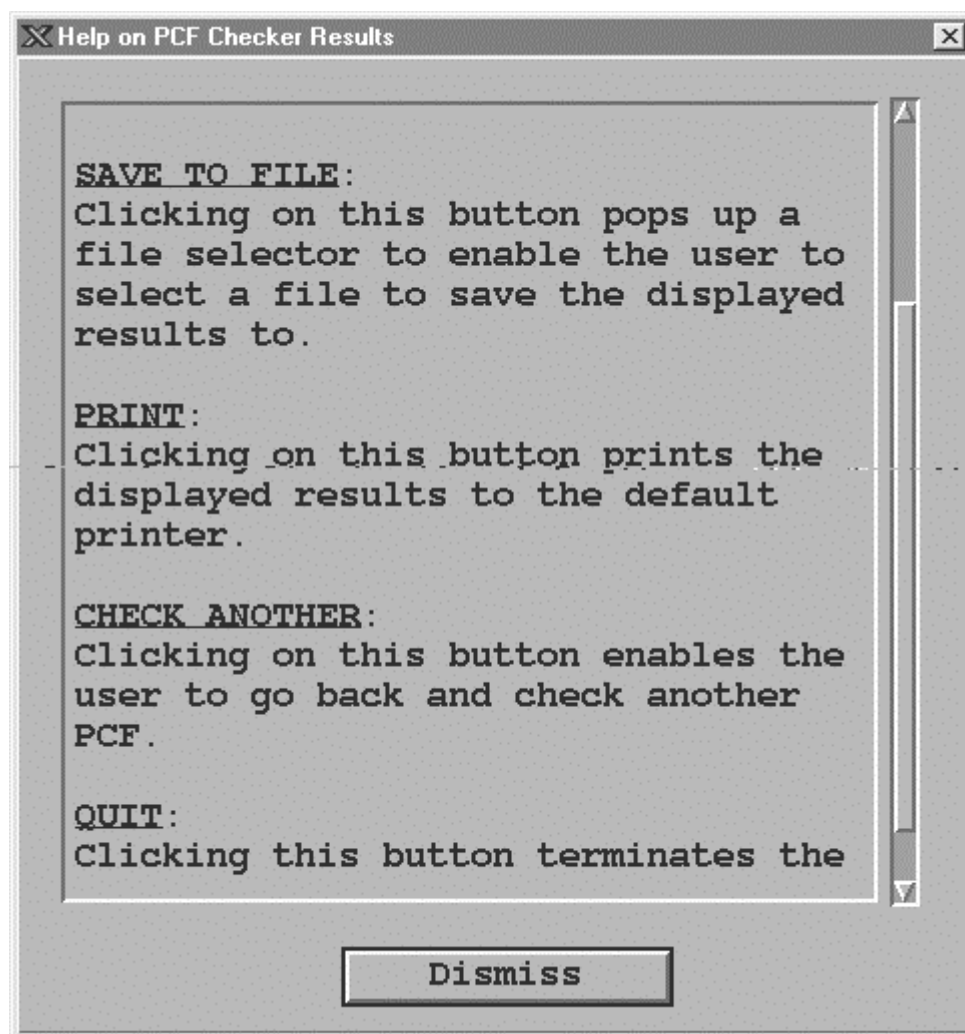 Help on PCF Checker Results
SAVE TO FILE:
Clicking on this button pops up a
file selector to enable the user to
select a file to save the displayed
results to.
PRINT:
Clicking on this button prints the
displayed results to the default
printer.
CHECK ANOTHER:
Clicking on this button enables the
user to go back and check another
PCF.
QUIT:
Clicking this button terminates the
Dismiss